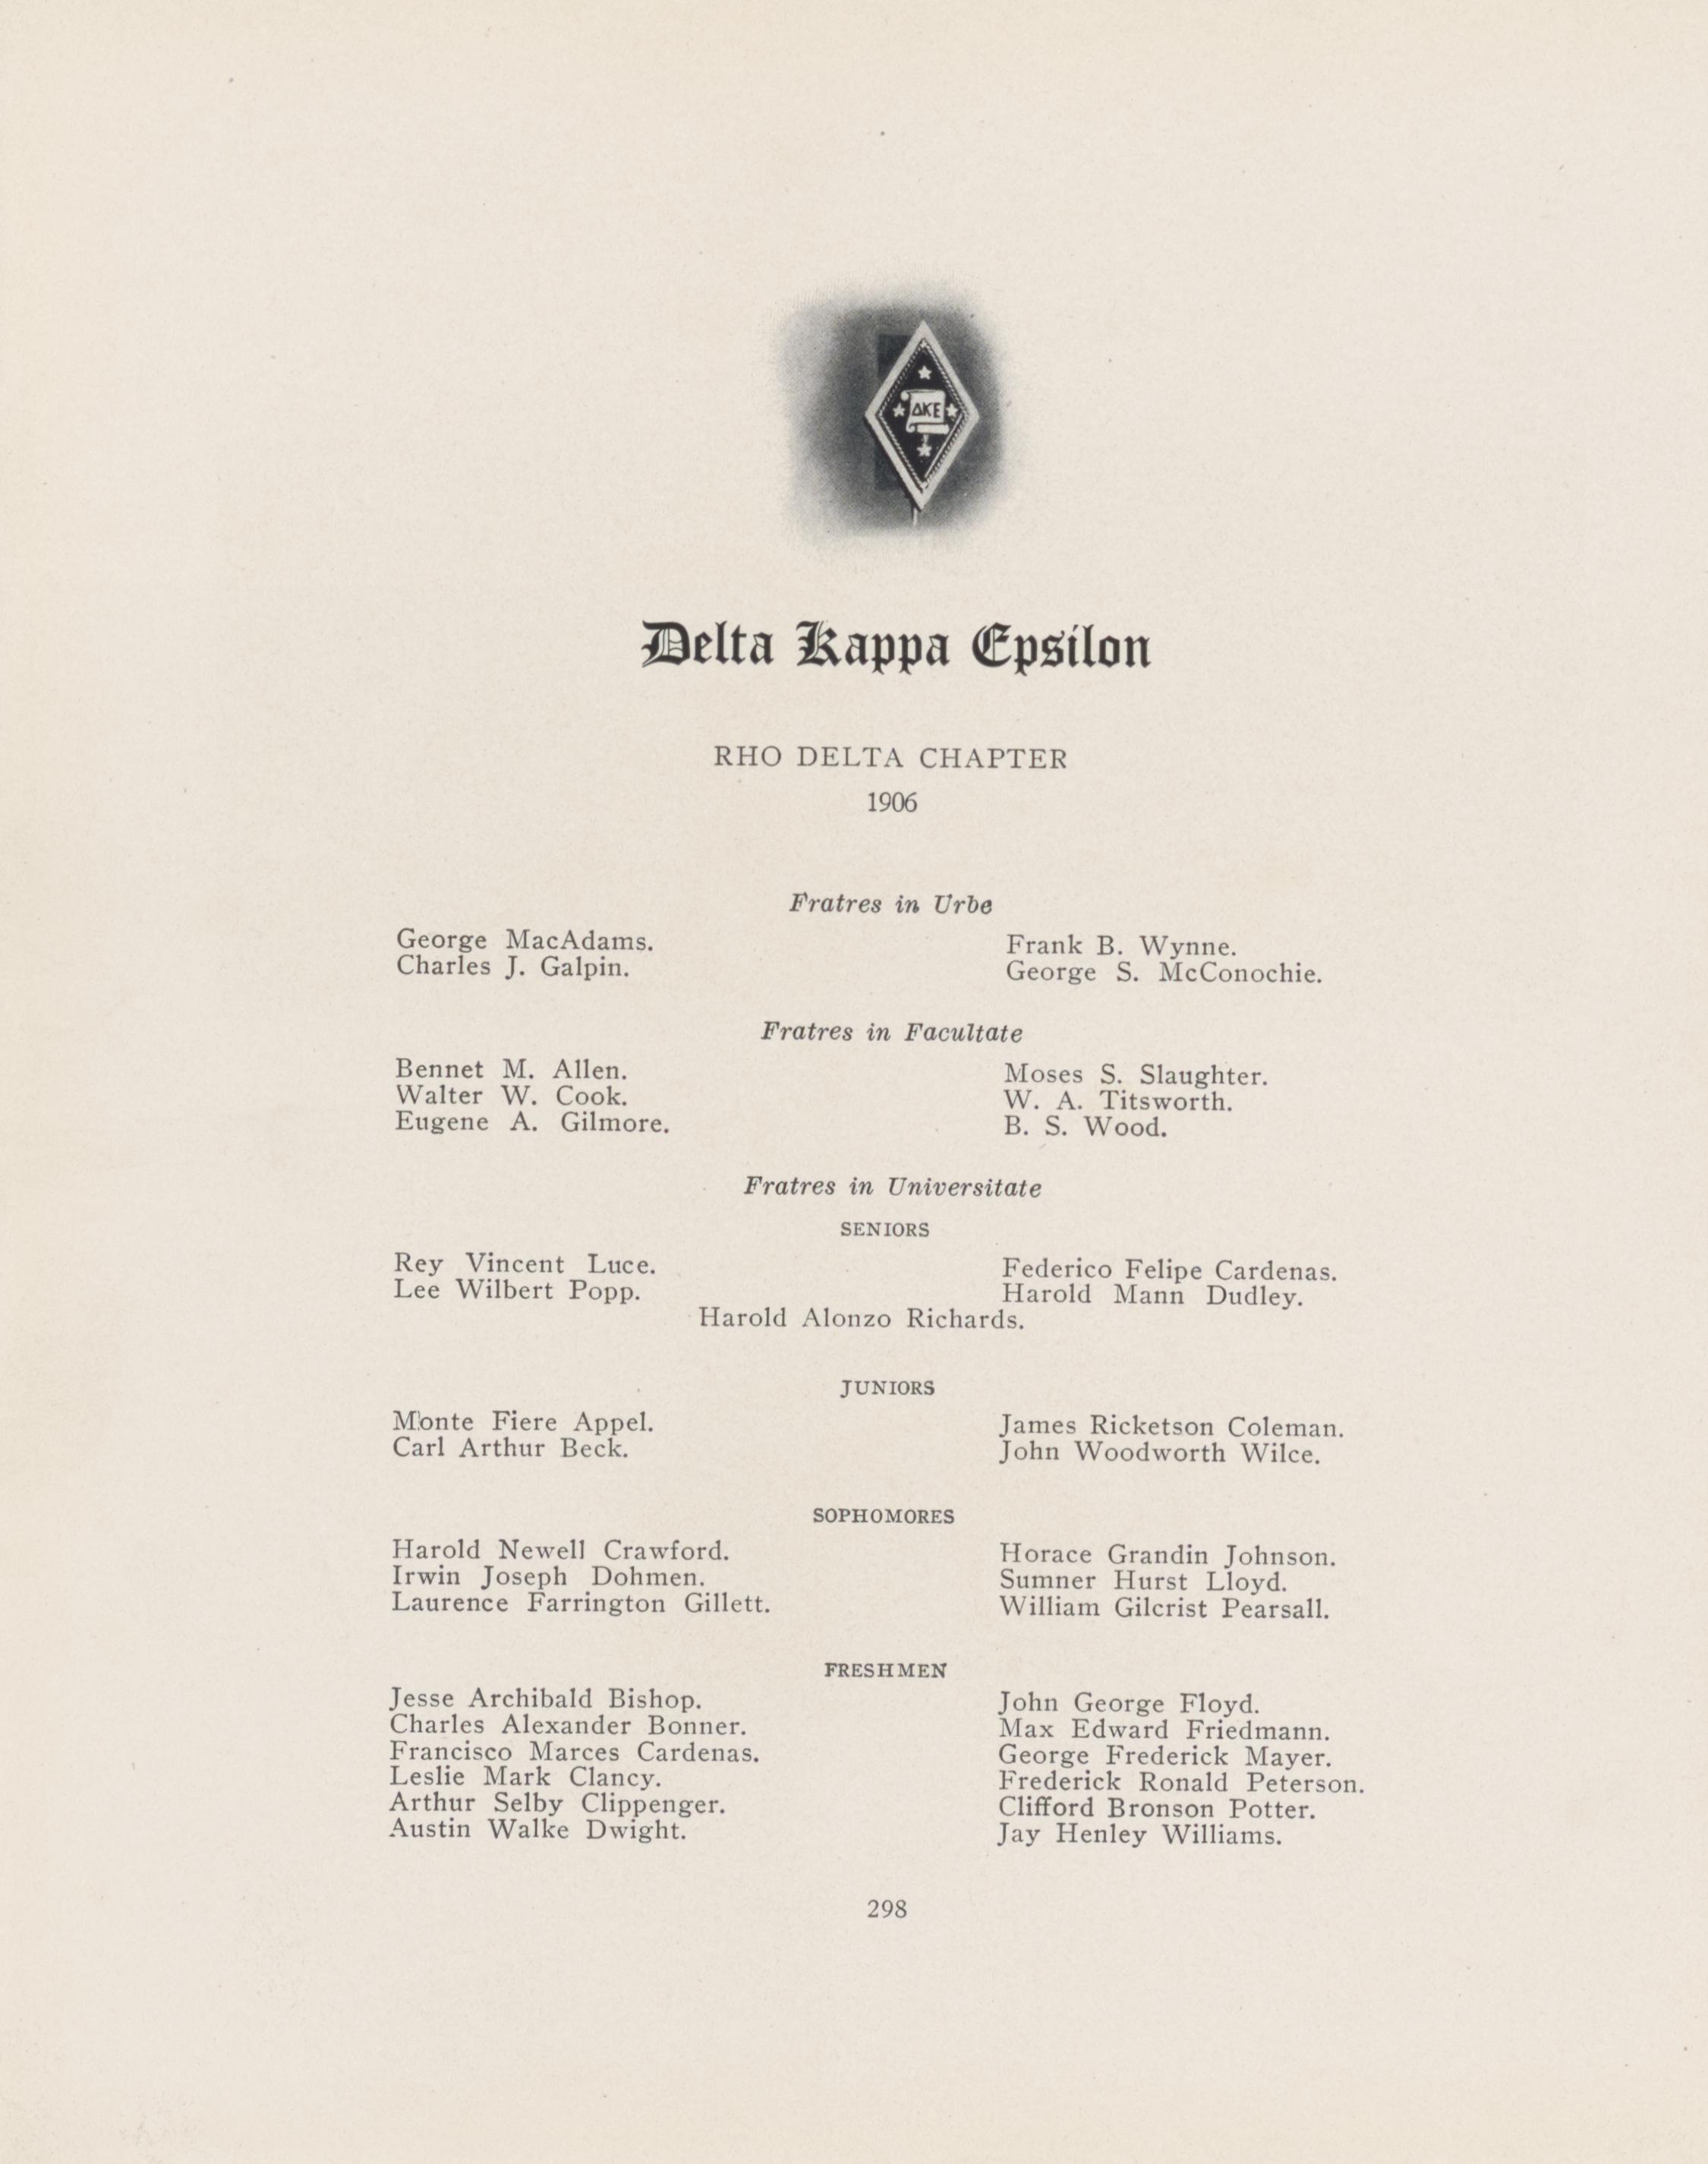 ΔΚΕ
Delta Kappa Epsilon
RHO DELTA CHAPTER
1906
Fratres in Urbe
George MacAdams.
Charles J. Galpin.
Frank B. Wynne.
George S. McConochie.
Fratres in Facultate
Bennet M. Allen.
Walter W. Cook.
Eugene A. Gilmore.
Moses S. Slaughter.
W. A. Titsworth.
B. S. Wood.
Fratres in Universitate
SENIORS
Rey Vincent Luce.
Lee Wilbert Popp.
Federico Felipe Cardenas.
Harold Mann Dudley.
Harold Alonzo Richards.
JUNIORS
Monte Fiere Appel.
Carl Arthur Beck.
James Ricketson Coleman.
John Woodworth Wilce.
SOPHOMORES
Harold Newell Crawford.
Irwin Joseph Dohmen.
Laurence Farrington Gillett.
Horace Grandin Johnson.
Sumner Hurst Lloyd.
William Gilcrist Pearsall.
FRESHMEN
Jesse Archibald Bishop.
Charles Alexander Bonner.
Francisco Marces Cardenas.
Leslie Mark Clancy.
Arthur Selby Clippenger.
Austin Walke Dwight.
John George Floyd.
Max Edward Friedmann.
George Frederick Mayer.
Frederick Ronald Peterson.
Clifford Bronson Potter.
Jay Henley Williams.
298